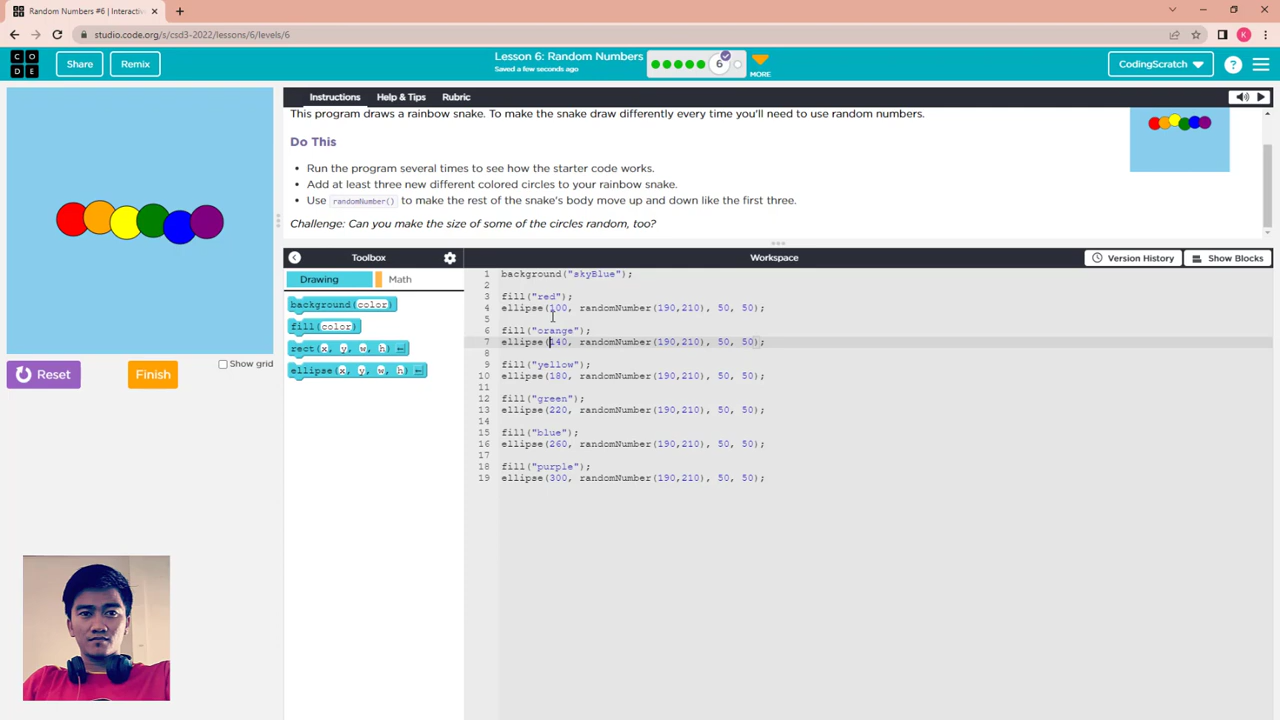 Random Numbers #6 | Interactiv
studio.code.org/s/csd3-2022/lessons/6/levels/6
K
C O
D E
Share
Remix
Lesson 6: Random Numbers
Saved a few seconds ago
6
MORE
CodingScratch
?
Instructions
Help & Tips
Rubric
This program draws a rainbow snake. To make the snake draw differently every time you'll need to use random numbers.
Do This
• Run the program several times to see how the starter code works.
• Add at least three new different colored circles to your rainbow snake.
• Use randomNumber() to make the rest of the snake's body move up and down like the first three.
Challenge: Can you make the size of some of the circles random, too?
Toolbox
Workspace
Version History
Show Blocks
Drawing
Math
background(color)
fill(color)
rect(x, y, w, h)
ellipse(x, y, w, h)
Show grid
Reset
Finish
1 background("skyBlue");
2
3 fill("red");
4 ellipse(100, randomNumber(190,210), 50, 50);
5
6 fill("orange");
7 ellipse(140, randomNumber(190,210), 50, 50);
8
9 fill("yellow");
10 ellipse(180, randomNumber(190,210), 50, 50);
11
12 fill("green");
13 ellipse(220, randomNumber(190,210), 50, 50);
14
15 fill("blue");
16 ellipse(260, randomNumber(190,210), 50, 50);
17
18 fill("purple");
19 ellipse(300, randomNumber(190,210), 50, 50);